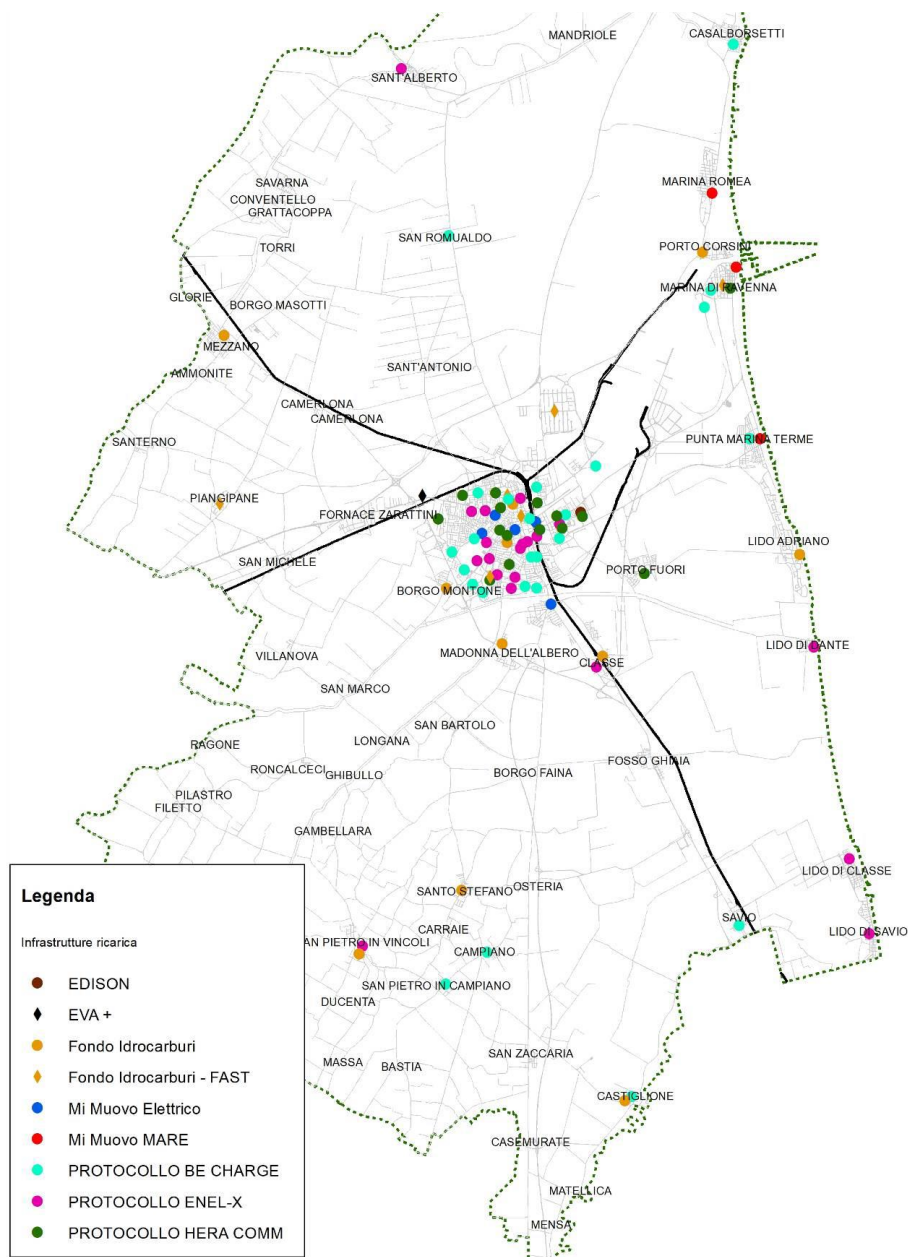 MANDRIOLE
CASALBORSETTI
SANT'ALBERTO
SAVARNA
MARINA ROMEA
CONVENTELLO
GRATTACOPPA
SAN ROMUALDO
TORRI
PORTO CORSINI
MARINA DI RAVENNA
GLORIE
BORGO MASOTTI
MEZZANO
AMMONITE
SANT'ANTONIO
CAMERLONA
CAMERLONA
SANTERNO
PUNTA MARINA TERME
PIANGIPANE
FORNACE ZARATTINI
LIDO ADRIANO
SAN MICHELE
PORTO FUORI
BORGO MONTONE
VILLANOVA
MADONNA DELL'ALBERO
LIDO DI DANTE
CLASSE
SAN MARCO
SAN BARTOLO
RAGONE
LONGANA
RONCALCECI
GHIBULLO
BORGO FAINA
FOSSO GHIAIA
PILASTRO
FILETTO
GAMBELLARA
LIDO DI CLASSE
SANTO STEFANO
OSTERIA
SAVIO
CARRAIE
LIDO DI SAVIO
AN PIETRO IN VINCOLI
CAMPIANO
SAN PIETRO IN CAMPIANO
DUCENTA
MASSA
BASTIA
SAN ZACCARIA
CASTIGLIONE
CASEMURATE
MATELLICA
MENSA
Legenda
Infrastrutture ricarica
EDISON
EVA +
Fondo Idrocarburi
Fondo Idrocarburi - FAST
Mi Muovo Elettrico
Mi Muovo MARE
PROTOCOLLO BE CHARGE
PROTOCOLLO ENEL-X
PROTOCOLLO HERA COMM